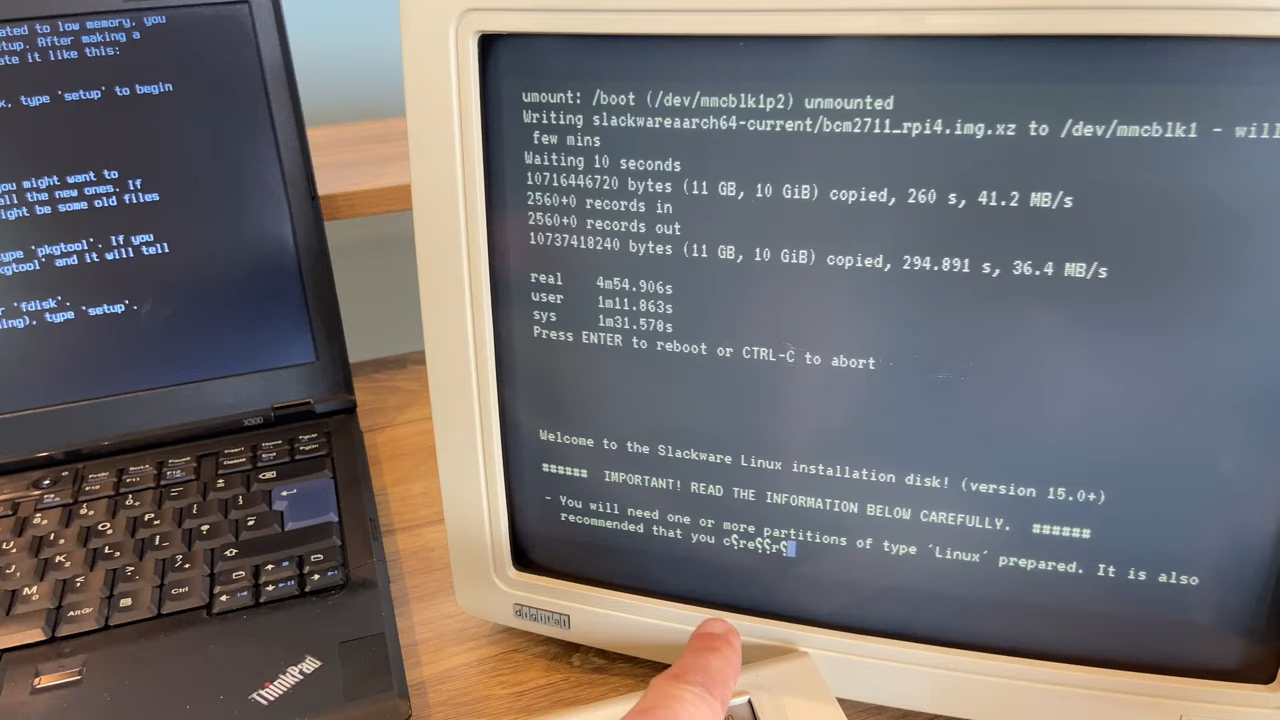 ated to low memory, you
etup. After making a
ate it like this:
x, type 'setup' to begin
you might want to
all the new ones. If
ight be some old files
type 'pkgtool'. If you
kgtool' and it will tell
r 'fdisk'.
ing), type 'setup'.
X300
ThinkPad
umount: /boot (/dev/mmcblk1p2) unmounted
Writing slackwareaarch64-current/bcm2711_rpi4.img.xz to /dev/mmcblk1 - will
few mins
Waiting 10 seconds
10716446720 bytes (11 GB, 10 GiB) copied, 260 s, 41.2 MB/s
2560+0 records in
2560+0 records out
10737418240 bytes (11 GB, 10 GiB) copied, 294.891 s, 36.4 MB/s
real 4m54.906s
user 1m11.863s
sys 1m31.578s
Press ENTER to reboot or CTRL-C to abort
Welcome to the Slackware Linux installation disk! (version 15.0+)
###### IMPORTANT! READ THE INFORMATION BELOW CAREFULLY. ######
- You will need one or more partitions of type ´Linux´ prepared. It is also
recommended that you c⸮re⸮⸮r⸮
digital